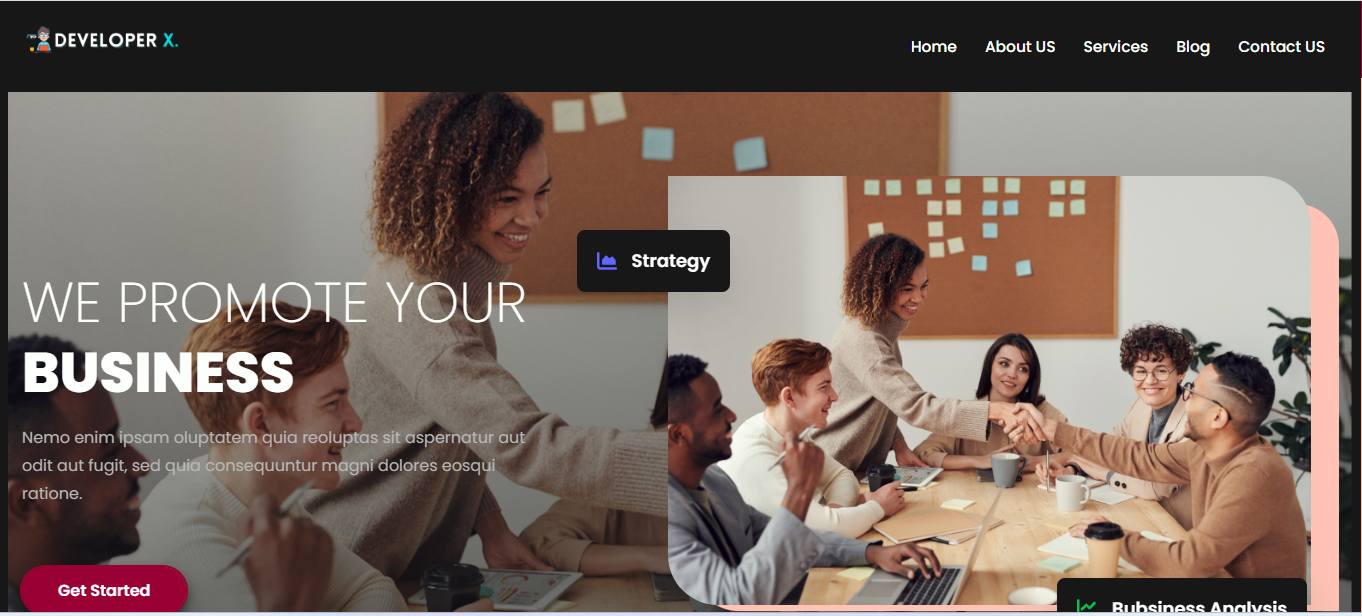 DEVELOPER X.
Home About US Services Blog Contact US
Strategy
WE PROMOTE YOUR
BUSINESS
Nemo enim ipsam oluptatem quia reoluptas sit aspernatur aut
odit aut fugit, sed quia consequuntur magni dolores eosqui
ratione.
Get Started
Bubsiness Analysis